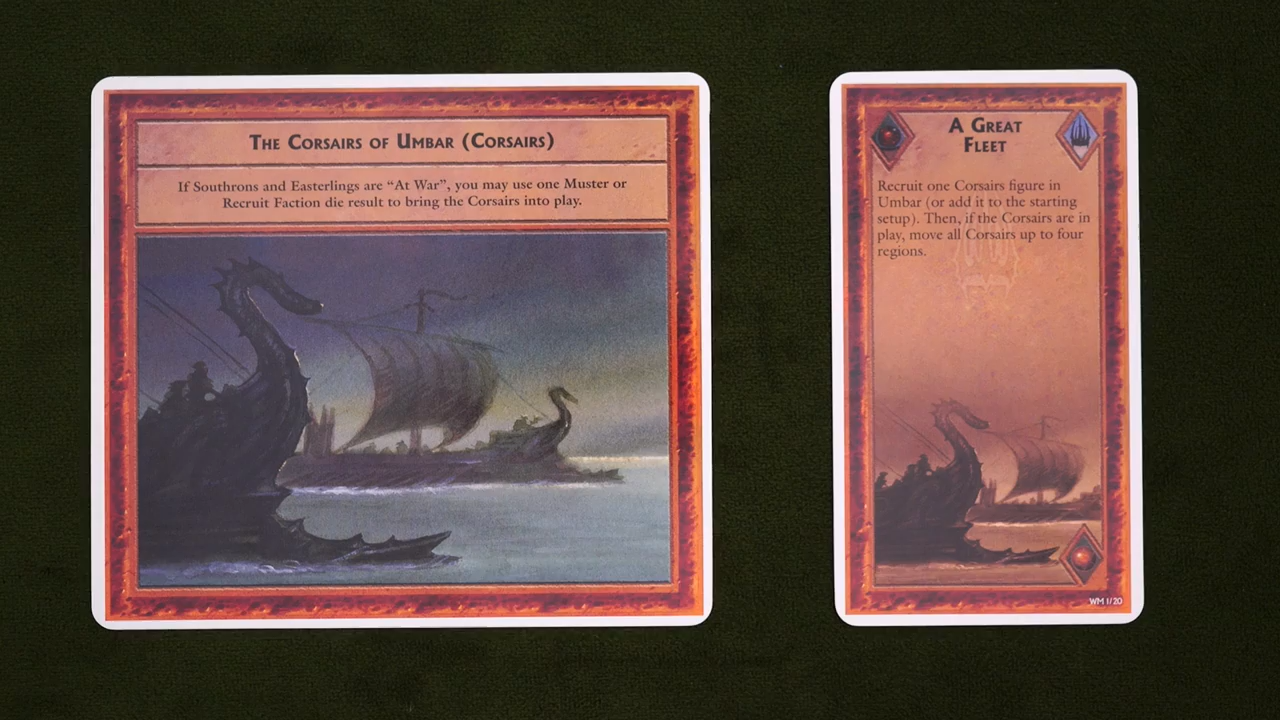 The Corsairs of Umbar (Corsairs)
If Southrons and Easterlings are “At War”, you may use one Muster or
Recruit Faction die result to bring the Corsairs into play.
A Great
Fleet
Recruit one Corsairs figure in
Umbar (or add it to the starting
setup). Then, if the Corsairs are in
play, move all Corsairs up to four
regions.
WM 1/20